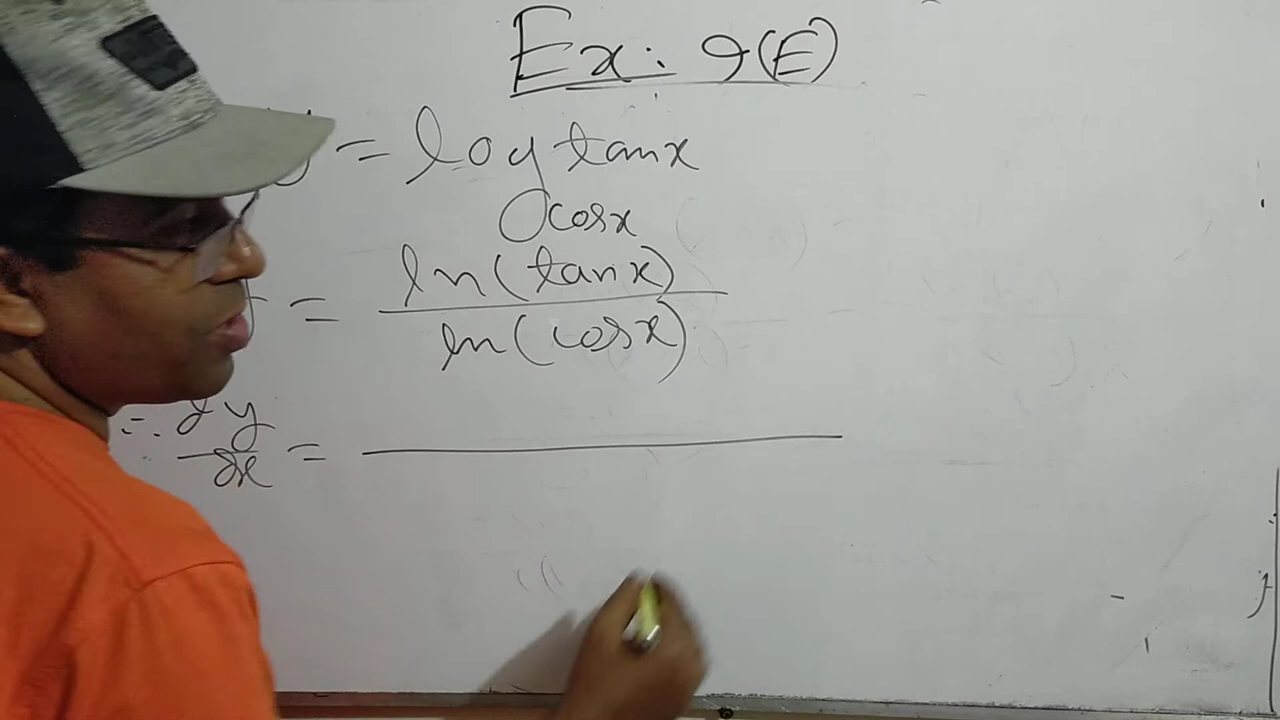 Ex: 9(E)
y = log tanx
cosx
y = ln(tanx)
ln(cosx)
∴ dy
dx =